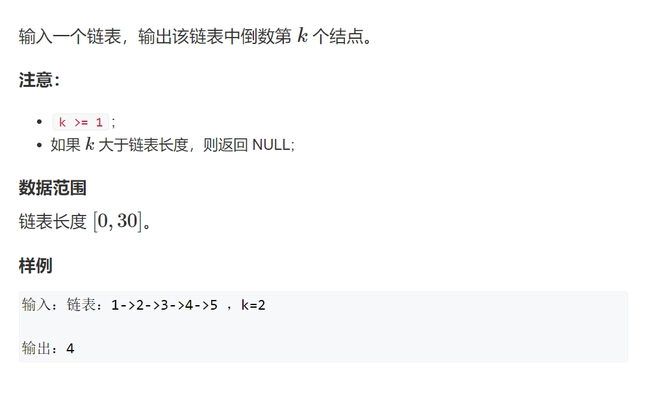 输入一个链表，输出该链表中倒数第 k 个结点。
注意：
k >= 1；
如果 k 大于链表长度，则返回 NULL;
数据范围
链表长度 [0, 30]。
样例
输入：链表：1->2->3->4->5 ，k=2
输出：4